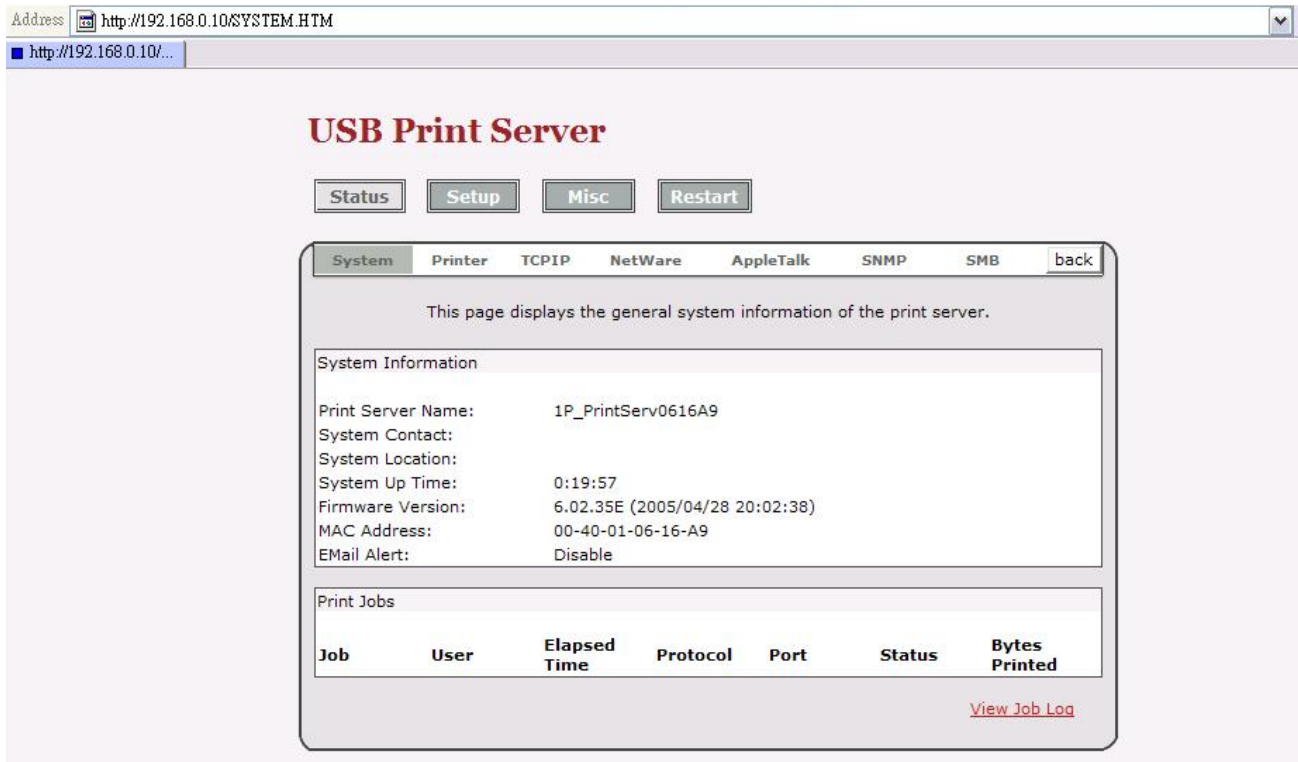 Address http://192.168.0.10/SYSTEM.HTM
http://192.168.0.10/...
USB Print Server
Status Setup Misc Restart
System Printer TCPIP NetWare AppleTalk SNMP SMB back
This page displays the general system information of the print server.
System Information
Print Server Name: 1P_PrintServ0616A9
System Contact:
System Location:
System Up Time: 0:19:57
Firmware Version: 6.02.35E (2005/04/28 20:02:38)
MAC Address: 00-40-01-06-16-A9
EMail Alert: Disable
Print Jobs
Job User Elapsed Time Protocol Port Status Bytes Printed
View Job Log